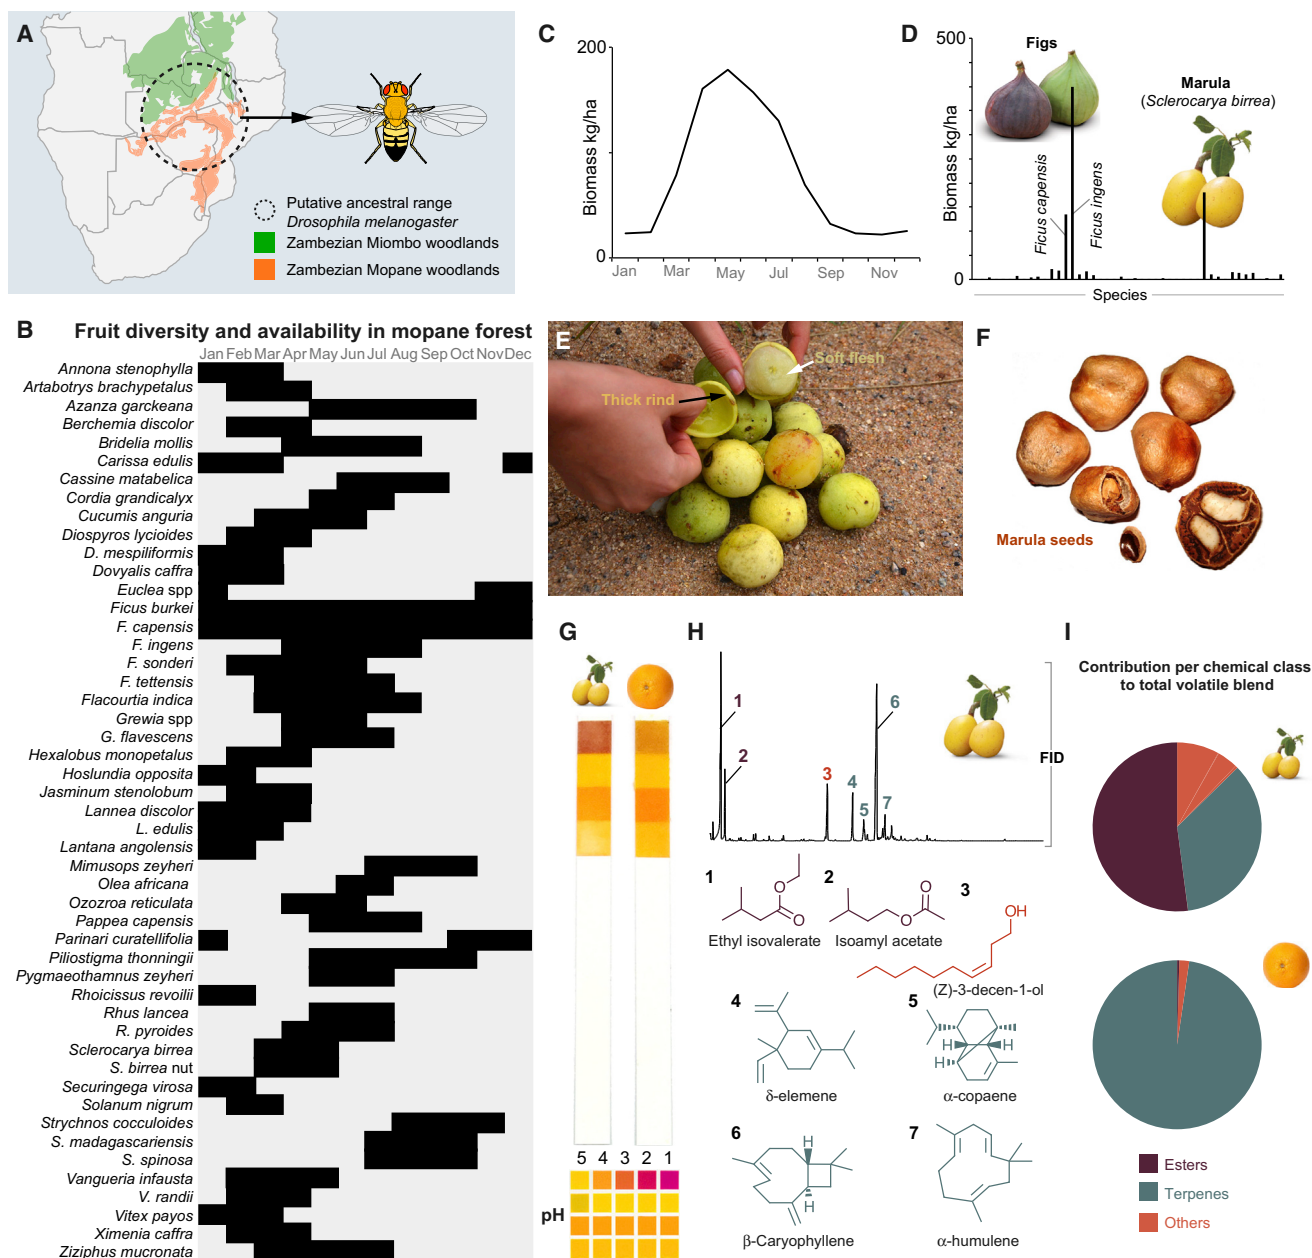 A
Putative ancestral range
Drosophila melanogaster
Zambezian Miombo woodlands
Zambezian Mopane woodlands
C
200
Biomass kg/ha
0
Jan Mar May Jul Sep Nov
D
500
Biomass kg/ha
0
Figs
Marula
(Sclerocarya birrea)
Ficus capensis
Ficus ingens
Species
B Fruit diversity and availability in mopane forest
Jan Feb Mar Apr May Jun Jul Aug Sep Oct Nov Dec
Annona stenophylla
Artabotrys brachypetalus
Azanza garckeana
Berchemia discolor
Bridelia mollis
Carissa edulis
Cassine matabelica
Cordia grandicalyx
Cucumis anguria
Diospyros lycioides
D. mespiliformis
Dovyalis caffra
Euclea spp
Ficus burkei
F. capensis
F. ingens
F. sonderi
F. tettensis
Flacourtia indica
Grewia spp
G. flavescens
Hexalobus monopetalus
Hoslundia opposita
Jasminum stenolobum
Lannea discolor
L. edulis
Lantana angolensis
Mimusops zeyheri
Olea africana
Ozozroa reticulata
Pappea capensis
Parinari curatellifolia
Piliostigma thonningii
Pygmaeothamnus zeyheri
Rhoicissus revoilii
Rhus lancea
R. pyroides
Sclerocarya birrea
S. birrea nut
Securingega virosa
Solanum nigrum
Strychnos cocculoides
S. madagascariensis
S. spinosa
Vangueria infausta
V. randii
Vitex payos
Ximenia caffra
Ziziphus mucronata
E
Soft flesh
Thick rind
F
Marula seeds
G
5 4 3 2 1
pH
H
1
2
3
4
5
6
7
FID
1
Ethyl isovalerate
2
Isoamyl acetate
3
OH
(Z)-3-decen-1-ol
4
δ-elemene
5
H
H
H
α-copaene
6
H
H
β-Caryophyllene
7
α-humulene
O
O
O
O
I
Contribution per chemical class
to total volatile blend
Esters
Terpenes
Others